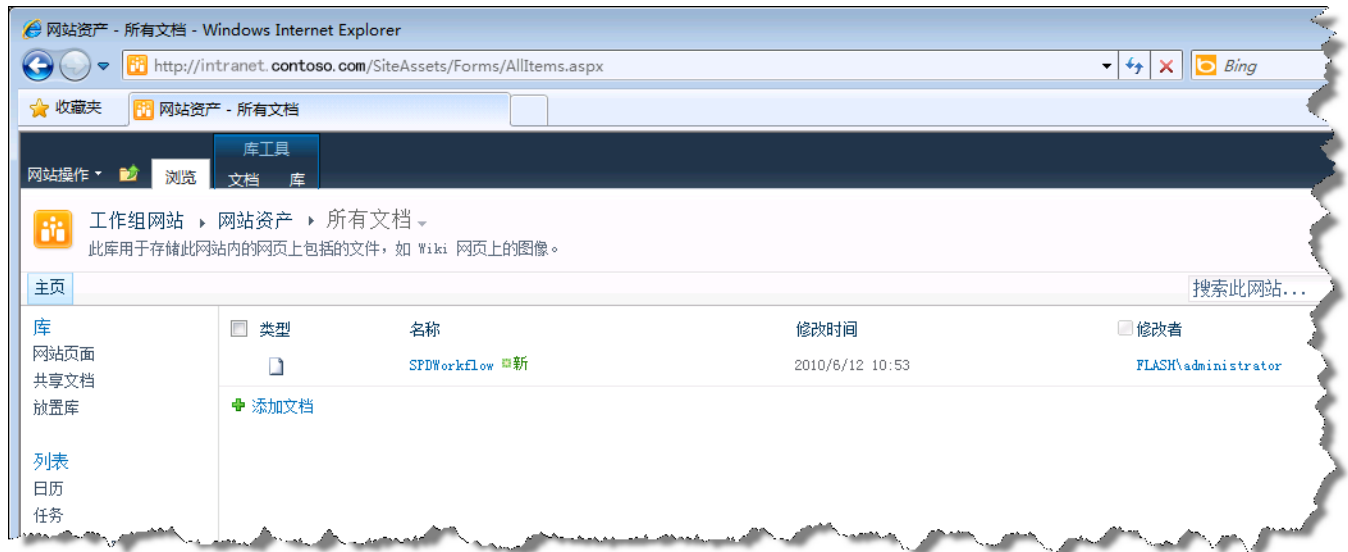 网站资产 - 所有文档 - Windows Internet Explorer
http://intranet.contoso.com/SiteAssets/Forms/AllItems.aspx
Bing
收藏夹
网站资产 - 所有文档
库工具
网站操作
浏览
文档
库
工作组网站
网站资产
所有文档
此库用于存储此网站内的网页上包括的文件，如 Wiki 网页上的图像。
主页
搜索此网站...
库
网站页面
共享文档
放置库
列表
日历
任务
类型 名称 修改时间 修改者
SPDWorkflow 新 2010/6/12 10:53 FLASH\administrator
添加文档